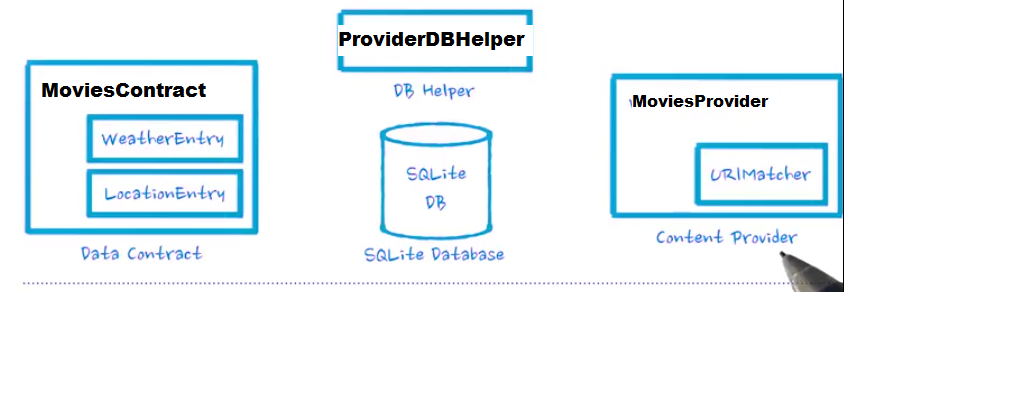 ProviderDBHelper
DB Helper
MoviesContract
WeatherEntry
LocationEntry
Data Contract
SQLite
DB
SQLite Database
MoviesProvider
URIMatcher
Content Provider